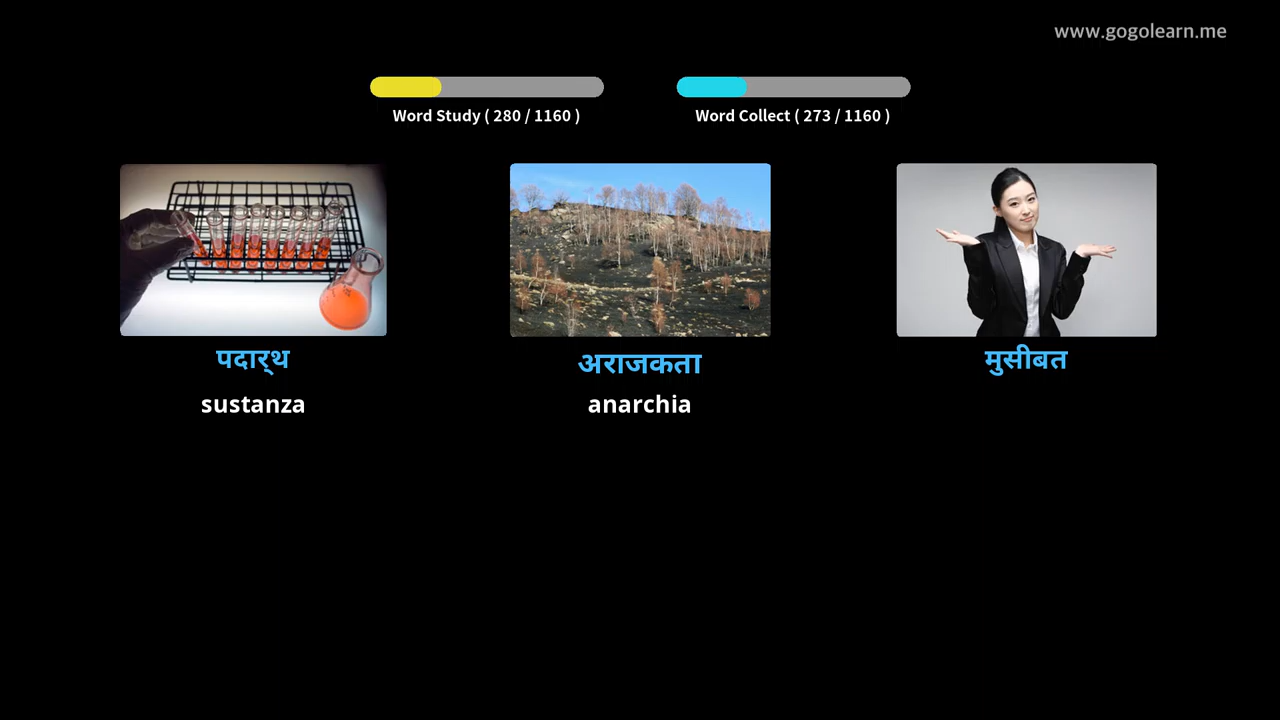 www.gogolearn.me
Word Study ( 280 / 1160 )
Word Collect ( 273 / 1160 )
पदार्थ
अराजकता
मुसीबत
sustanza
anarchia